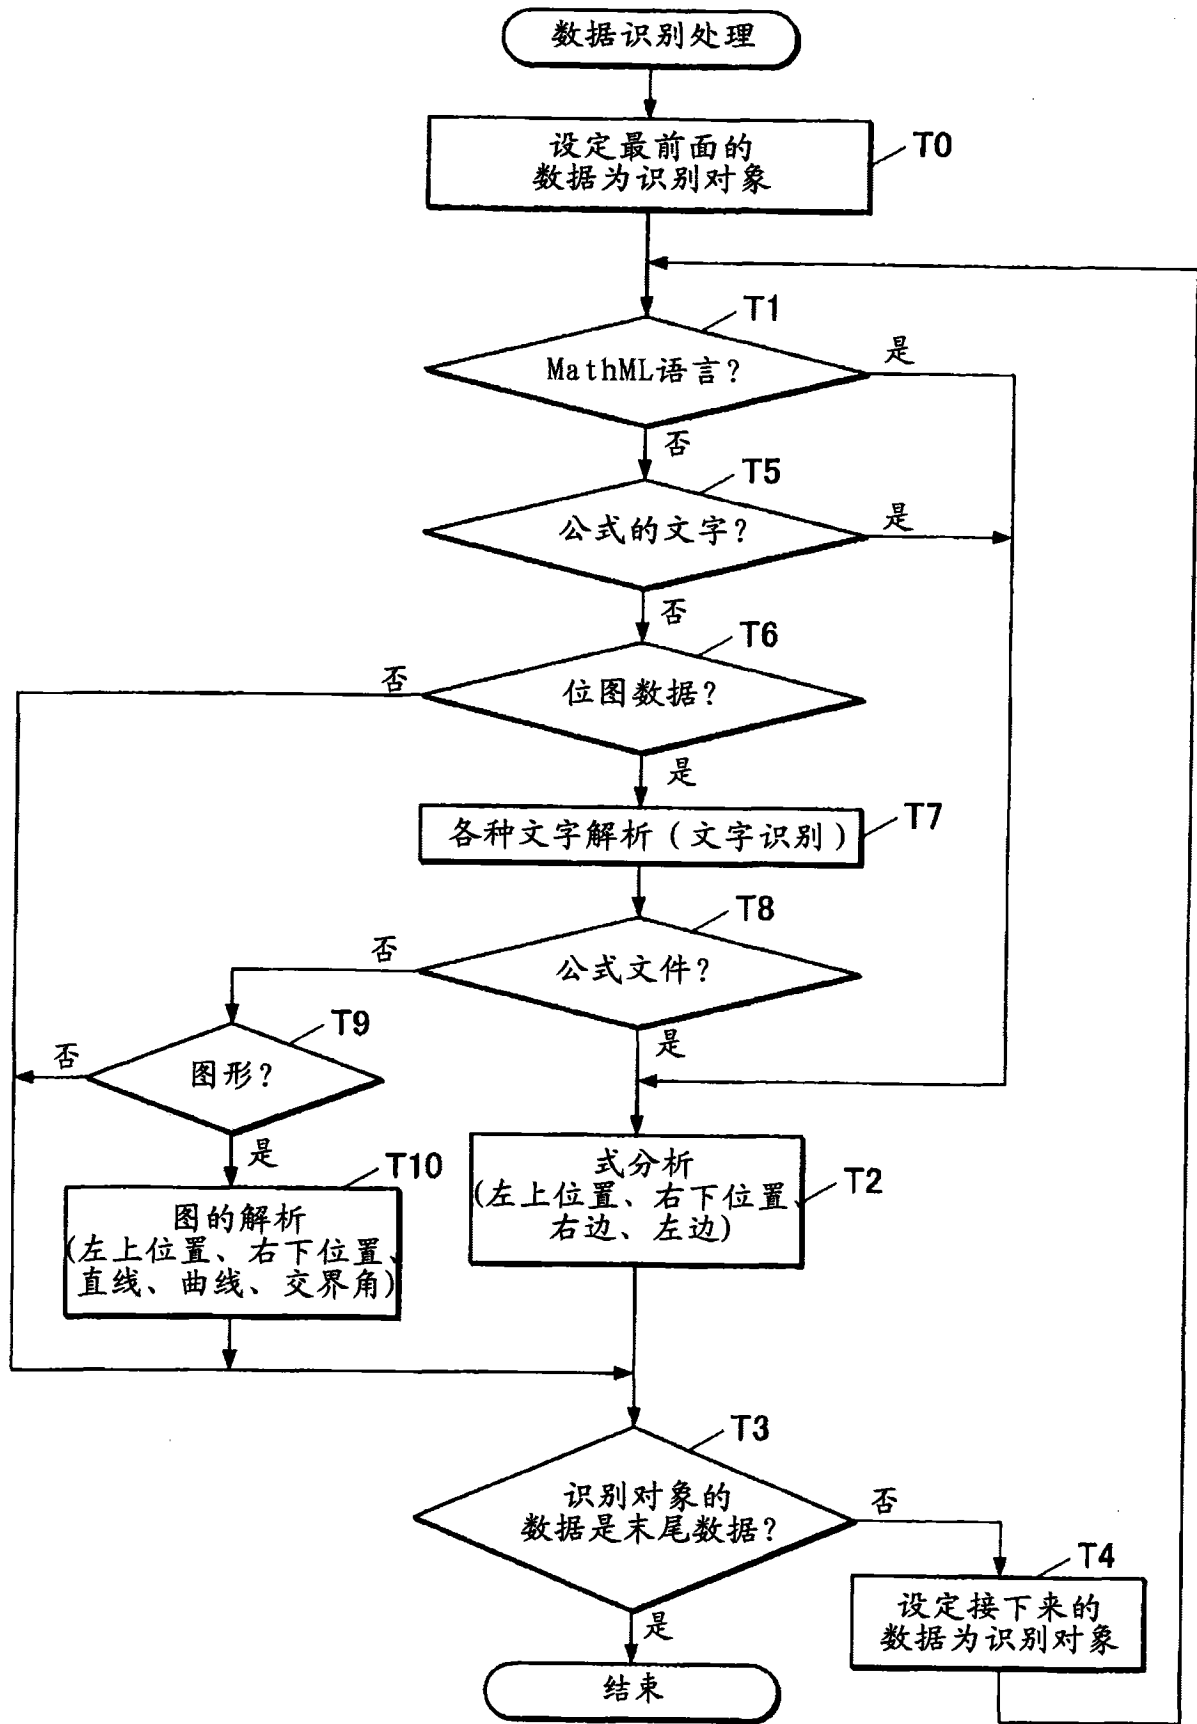 数据识别处理
设定最前面的
数据为识别对象
T0
T1
MathML语言？
是
否
T5
公式的文字？
是
否
T6
位图数据？
否
是
T7
各种文字解析（文字识别）
T8
公式文件？
否
是
T9
图形？
否
是
T10
图的解析
(左上位置、右下位置、
直线、曲线、交界角)
T2
式分析
(左上位置、右下位置、
右边、左边)
T3
识别对象的
数据是末尾数据？
否
是
T4
设定接下来的
数据为识别对象
结束